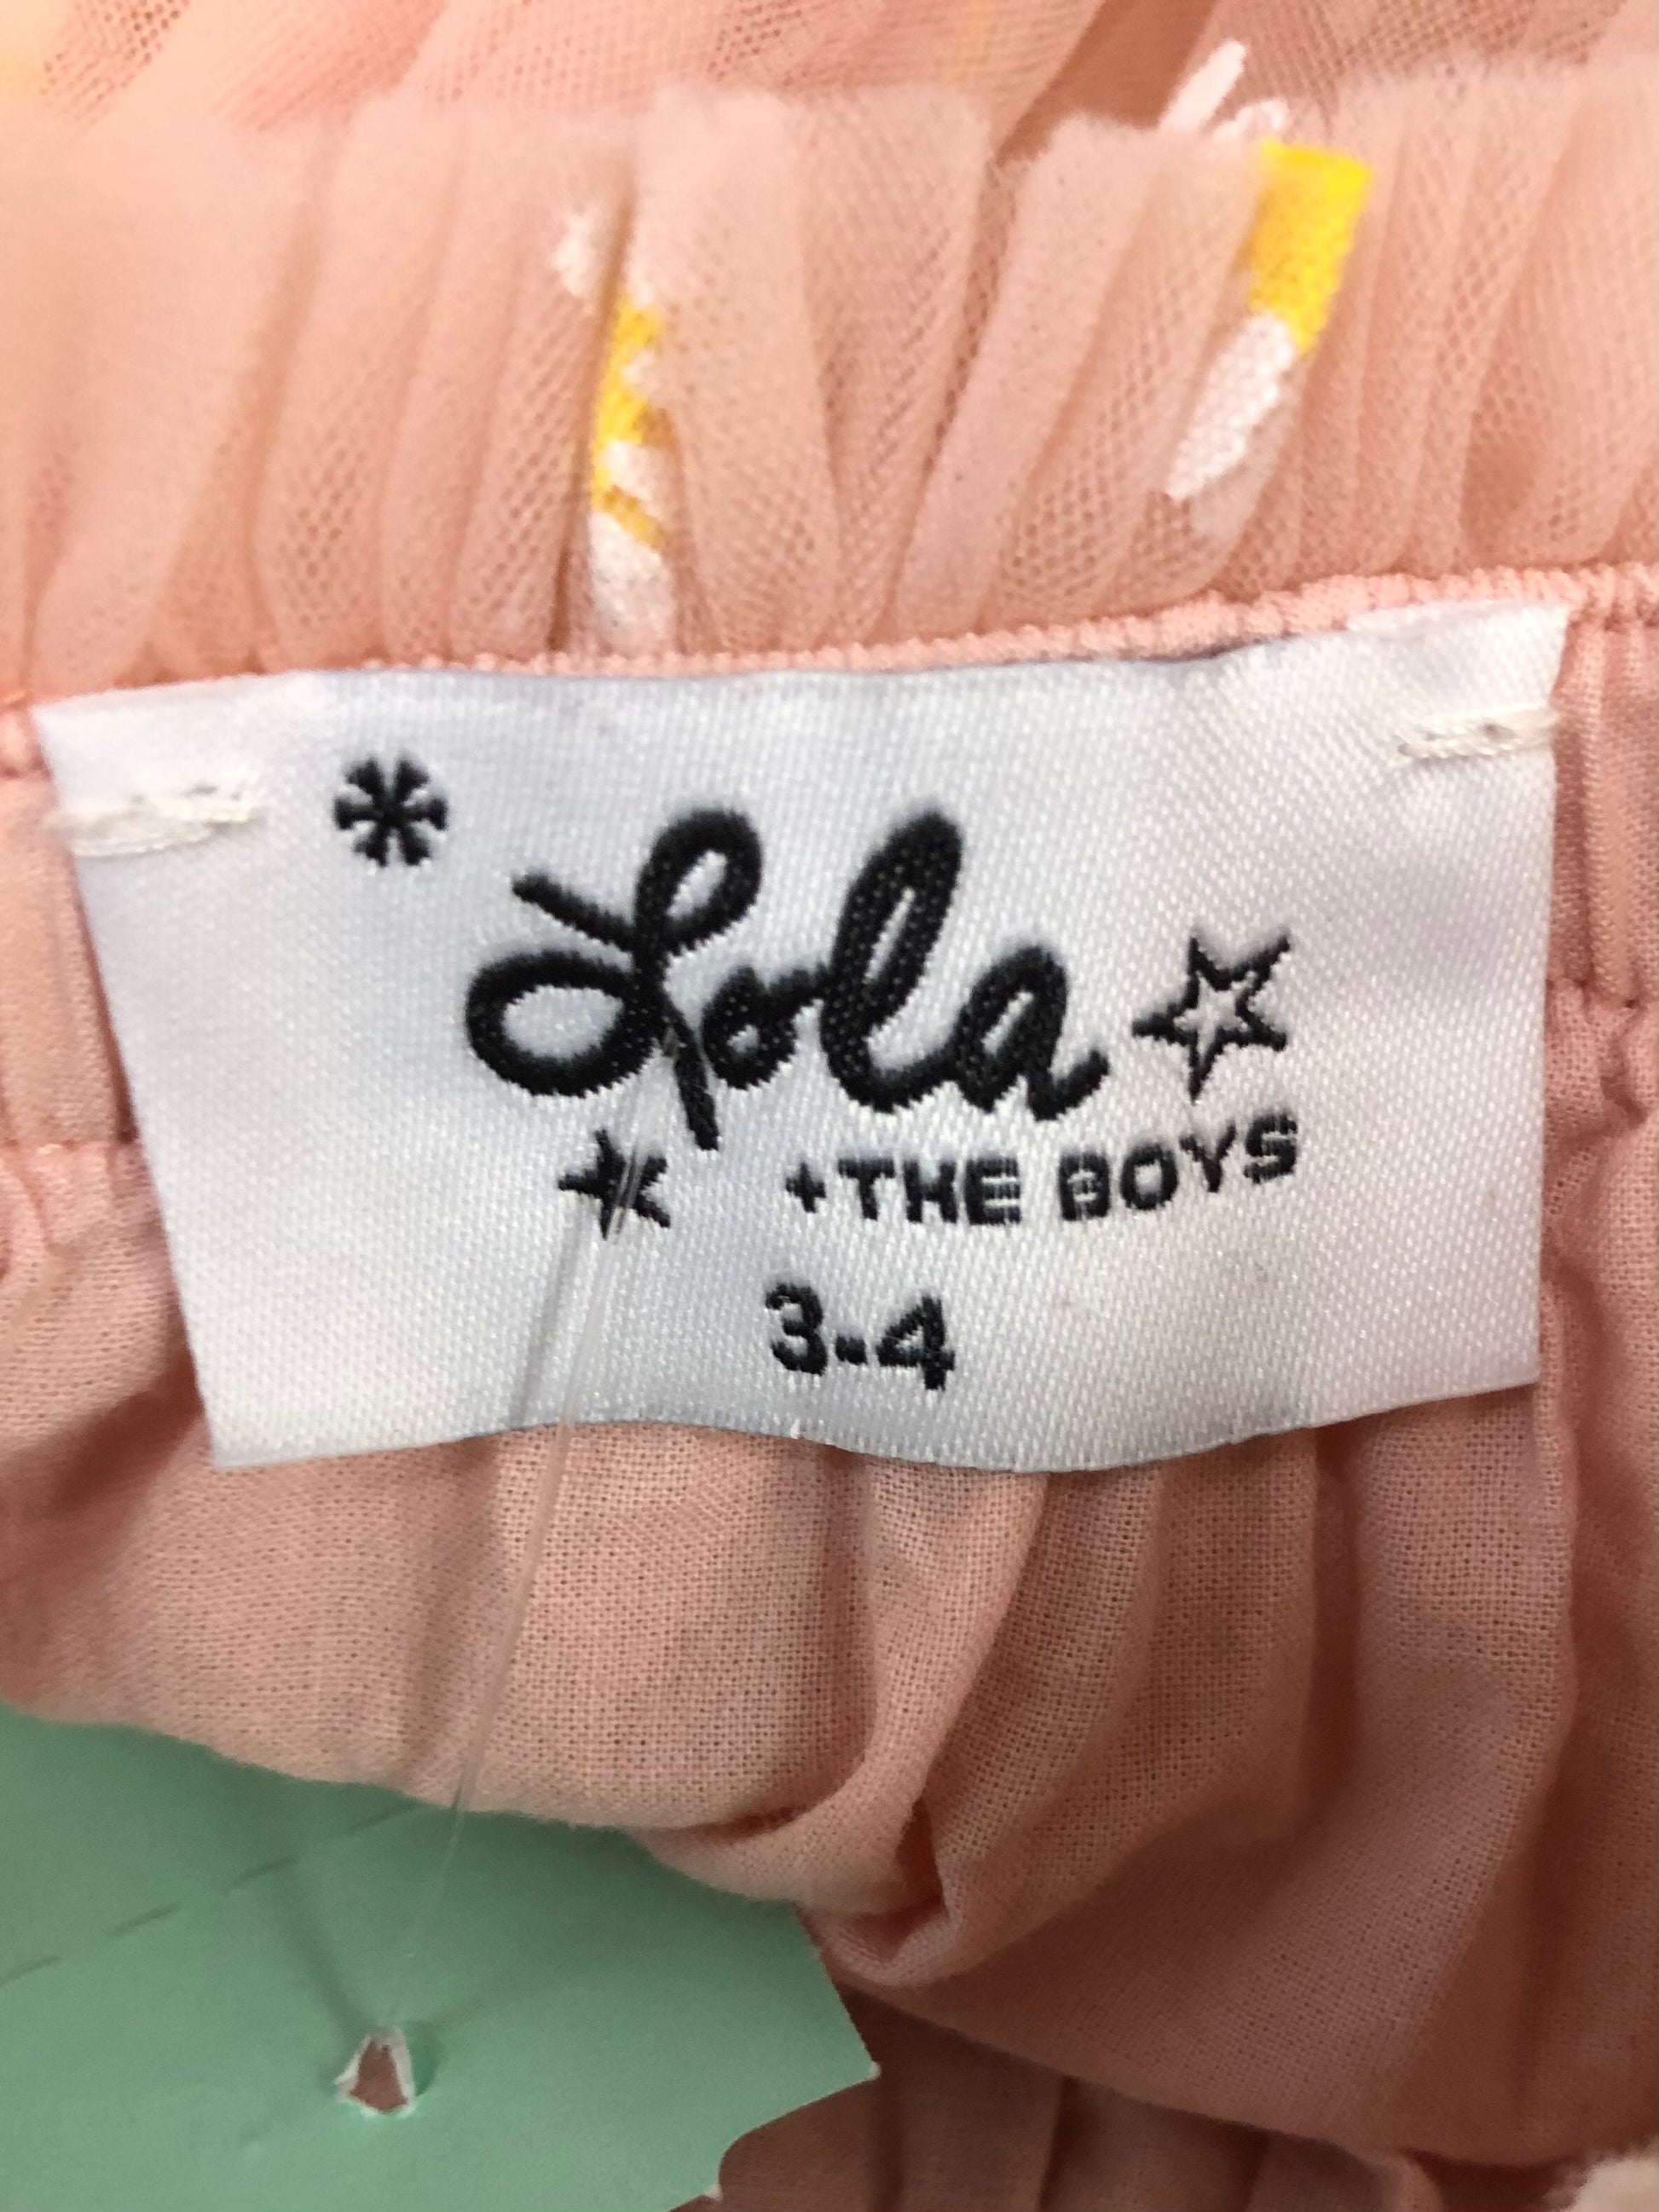 Lola
+THE BOYS
3-4